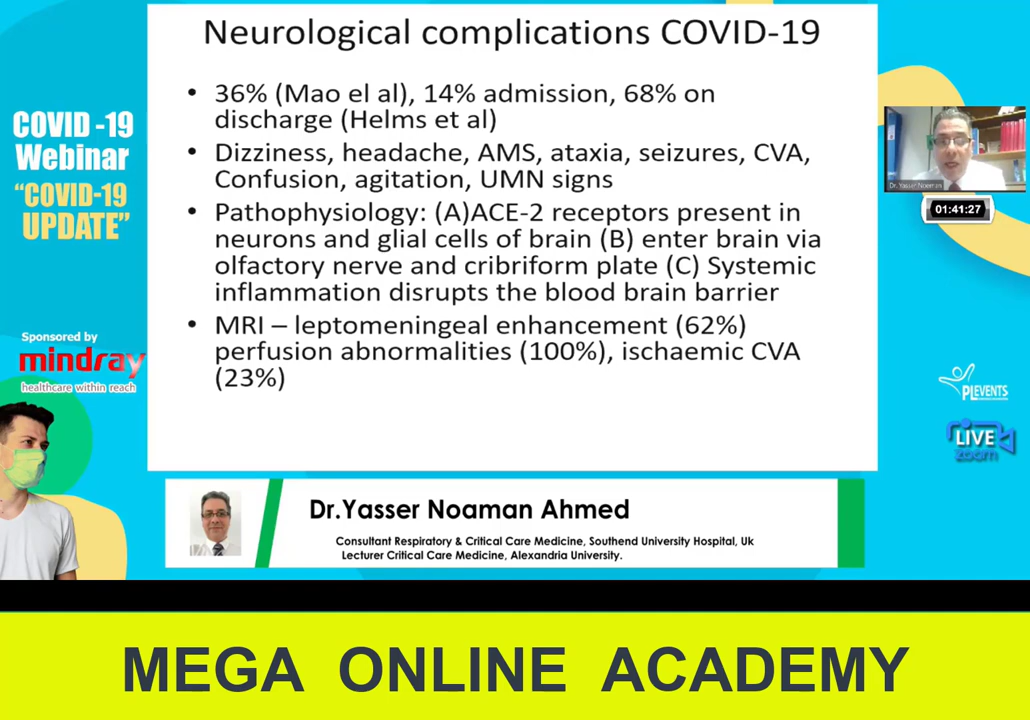 Neurological complications COVID-19
• 36% (Mao el al), 14% admission, 68% on
discharge (Helms et al)
• Dizziness, headache, AMS, ataxia, seizures, CVA,
Confusion, agitation, UMN signs
• Pathophysiology: (A)ACE-2 receptors present in
neurons and glial cells of brain (B) enter brain via
olfactory nerve and cribriform plate (C) Systemic
inflammation disrupts the blood brain barrier
• MRI – leptomeningeal enhancement (62%)
perfusion abnormalities (100%), ischaemic CVA
(23%)
COVID -19
Webinar
“COVID-19
UPDATE”
Sponsored by
mindray
healthcare within reach
Dr. Yasser Noaman
01:41:27
PLEVENTS
LIVE
zoom
Dr.Yasser Noaman Ahmed
Consultant Respiratory & Critical Care Medicine, Southend University Hospital, Uk
Lecturer Critical Care Medicine, Alexandria University.
MEGA ONLINE ACADEMY